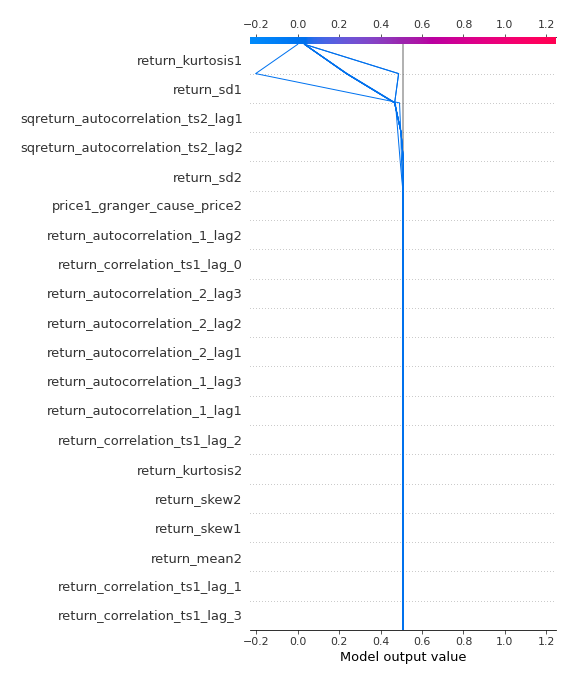 −0.2 0.0 0.2 0.4 0.6 0.8 1.0 1.2
return_kurtosis1
return_sd1
sqreturn_autocorrelation_ts2_lag1
sqreturn_autocorrelation_ts2_lag2
return_sd2
price1_granger_cause_price2
return_autocorrelation_1_lag2
return_correlation_ts1_lag_0
return_autocorrelation_2_lag3
return_autocorrelation_2_lag2
return_autocorrelation_2_lag1
return_autocorrelation_1_lag3
return_autocorrelation_1_lag1
return_correlation_ts1_lag_2
return_kurtosis2
return_skew2
return_skew1
return_mean2
return_correlation_ts1_lag_1
return_correlation_ts1_lag_3
−0.2 0.0 0.2 0.4 0.6 0.8 1.0 1.2
Model output value